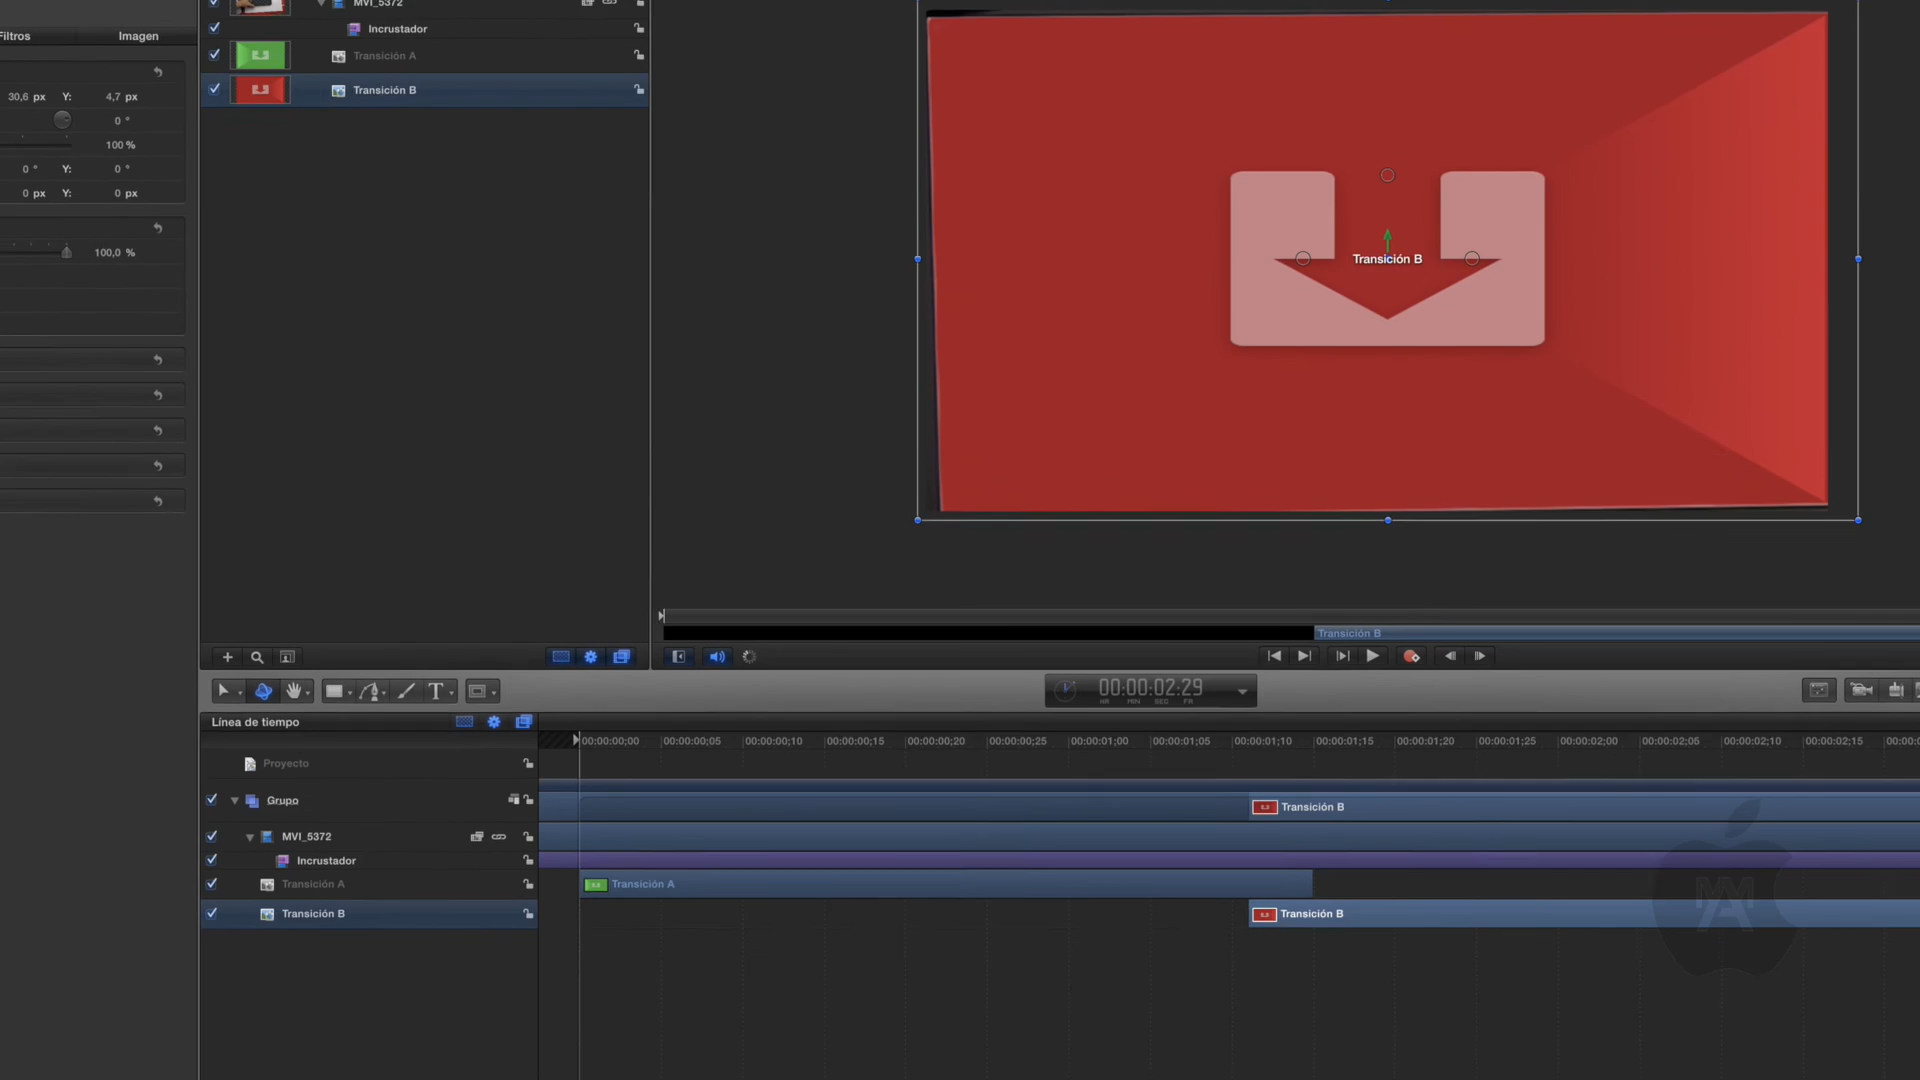 MVI_5372
Filtros Imagen
Incrustador
Transición A
Transición B
30,6 px Y: 4,7 px
0 °
100 %
0 ° Y: 0 °
0 px Y: 0 px
100,0 %
Transición B
Transición B
00:00:02:29
HR MIN SEC FR
Línea de tiempo
00:00:00;00 00:00:00;05 00:00:00;10 00:00:00;15 00:00:00;20 00:00:00;25 00:00:01;00 00:00:01;05 00:00:01;10 00:00:01;15 00:00:01;20 00:00:01;25 00:00:02;00 00:00:02;05 00:00:02;10 00:00:02;15
Proyecto
Grupo
Transición B
MVI_5372
Incrustador
Transición A
Transición A
Transición B
Transición B